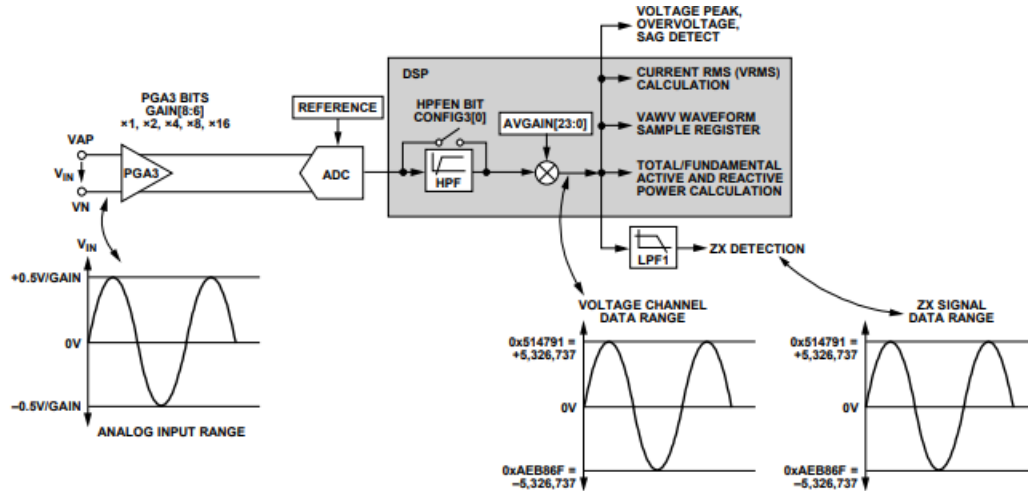 VOLTAGE PEAK,
OVERVOLTAGE,
SAG DETECT
DSP
CURRENT RMS (VRMS)
CALCULATION
PGA3 BITS
GAIN[8:6]
×1, ×2, ×4, ×8, ×16
REFERENCE
HPFEN BIT
CONFIG3[0]
AVGAIN[23:0]
VAWV WAVEFORM
SAMPLE REGISTER
VAP
VIN
VN
PGA3
ADC
HPF
TOTAL/FUNDAMENTAL
ACTIVE AND REACTIVE
POWER CALCULATION
LPF1
ZX DETECTION
VIN
+0.5V/GAIN
0V
–0.5V/GAIN
ANALOG INPUT RANGE
VOLTAGE CHANNEL
DATA RANGE
0x514791 =
+5,326,737
0V
0xAEB86F =
–5,326,737
ZX SIGNAL
DATA RANGE
0x514791 =
+5,326,737
0V
0xAEB86F =
–5,326,737